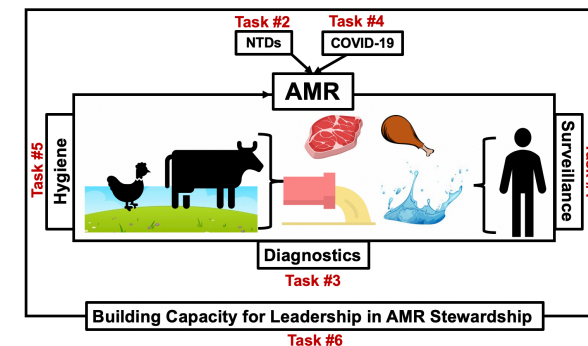 Task #2
Task #4
NTDs
COVID-19
AMR
Task #5
Hygiene
Surveillance
Diagnostics
Task #3
Building Capacity for Leadership in AMR Stewardship
Task #6